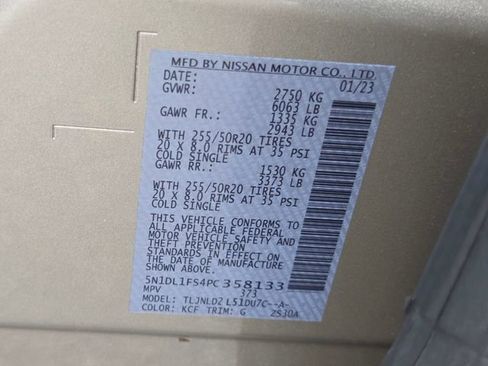 MFD BY NISSAN MOTOR CO., LTD
DATE: 01/23
GVWR: 2750 KG
6063 LB
GAWR FR.: 1335 KG
2943 LB
WITH 255/50R20 TIRES
20 X 8.0 RIMS AT 35 PSI
COLD SINGLE
GAWR RR.: 1530 KG
3373 LB
WITH 255/50R20 TIRES
20 X 8.0 RIMS AT 35 PSI
COLD SINGLE
THIS VEHICLE CONFORMS TO
ALL APPLICABLE FEDERAL
MOTOR VEHICLE SAFETY AND
THEFT PREVENTION
STANDARDS IN EFFECT ON
THE DATE OF MANUFACTURE
5N1DL1FS4PC358133
MPV 373
MODEL: TLJNLDZ L51DU7C--A-
COLOR: KCF TRIM: G ZS30A